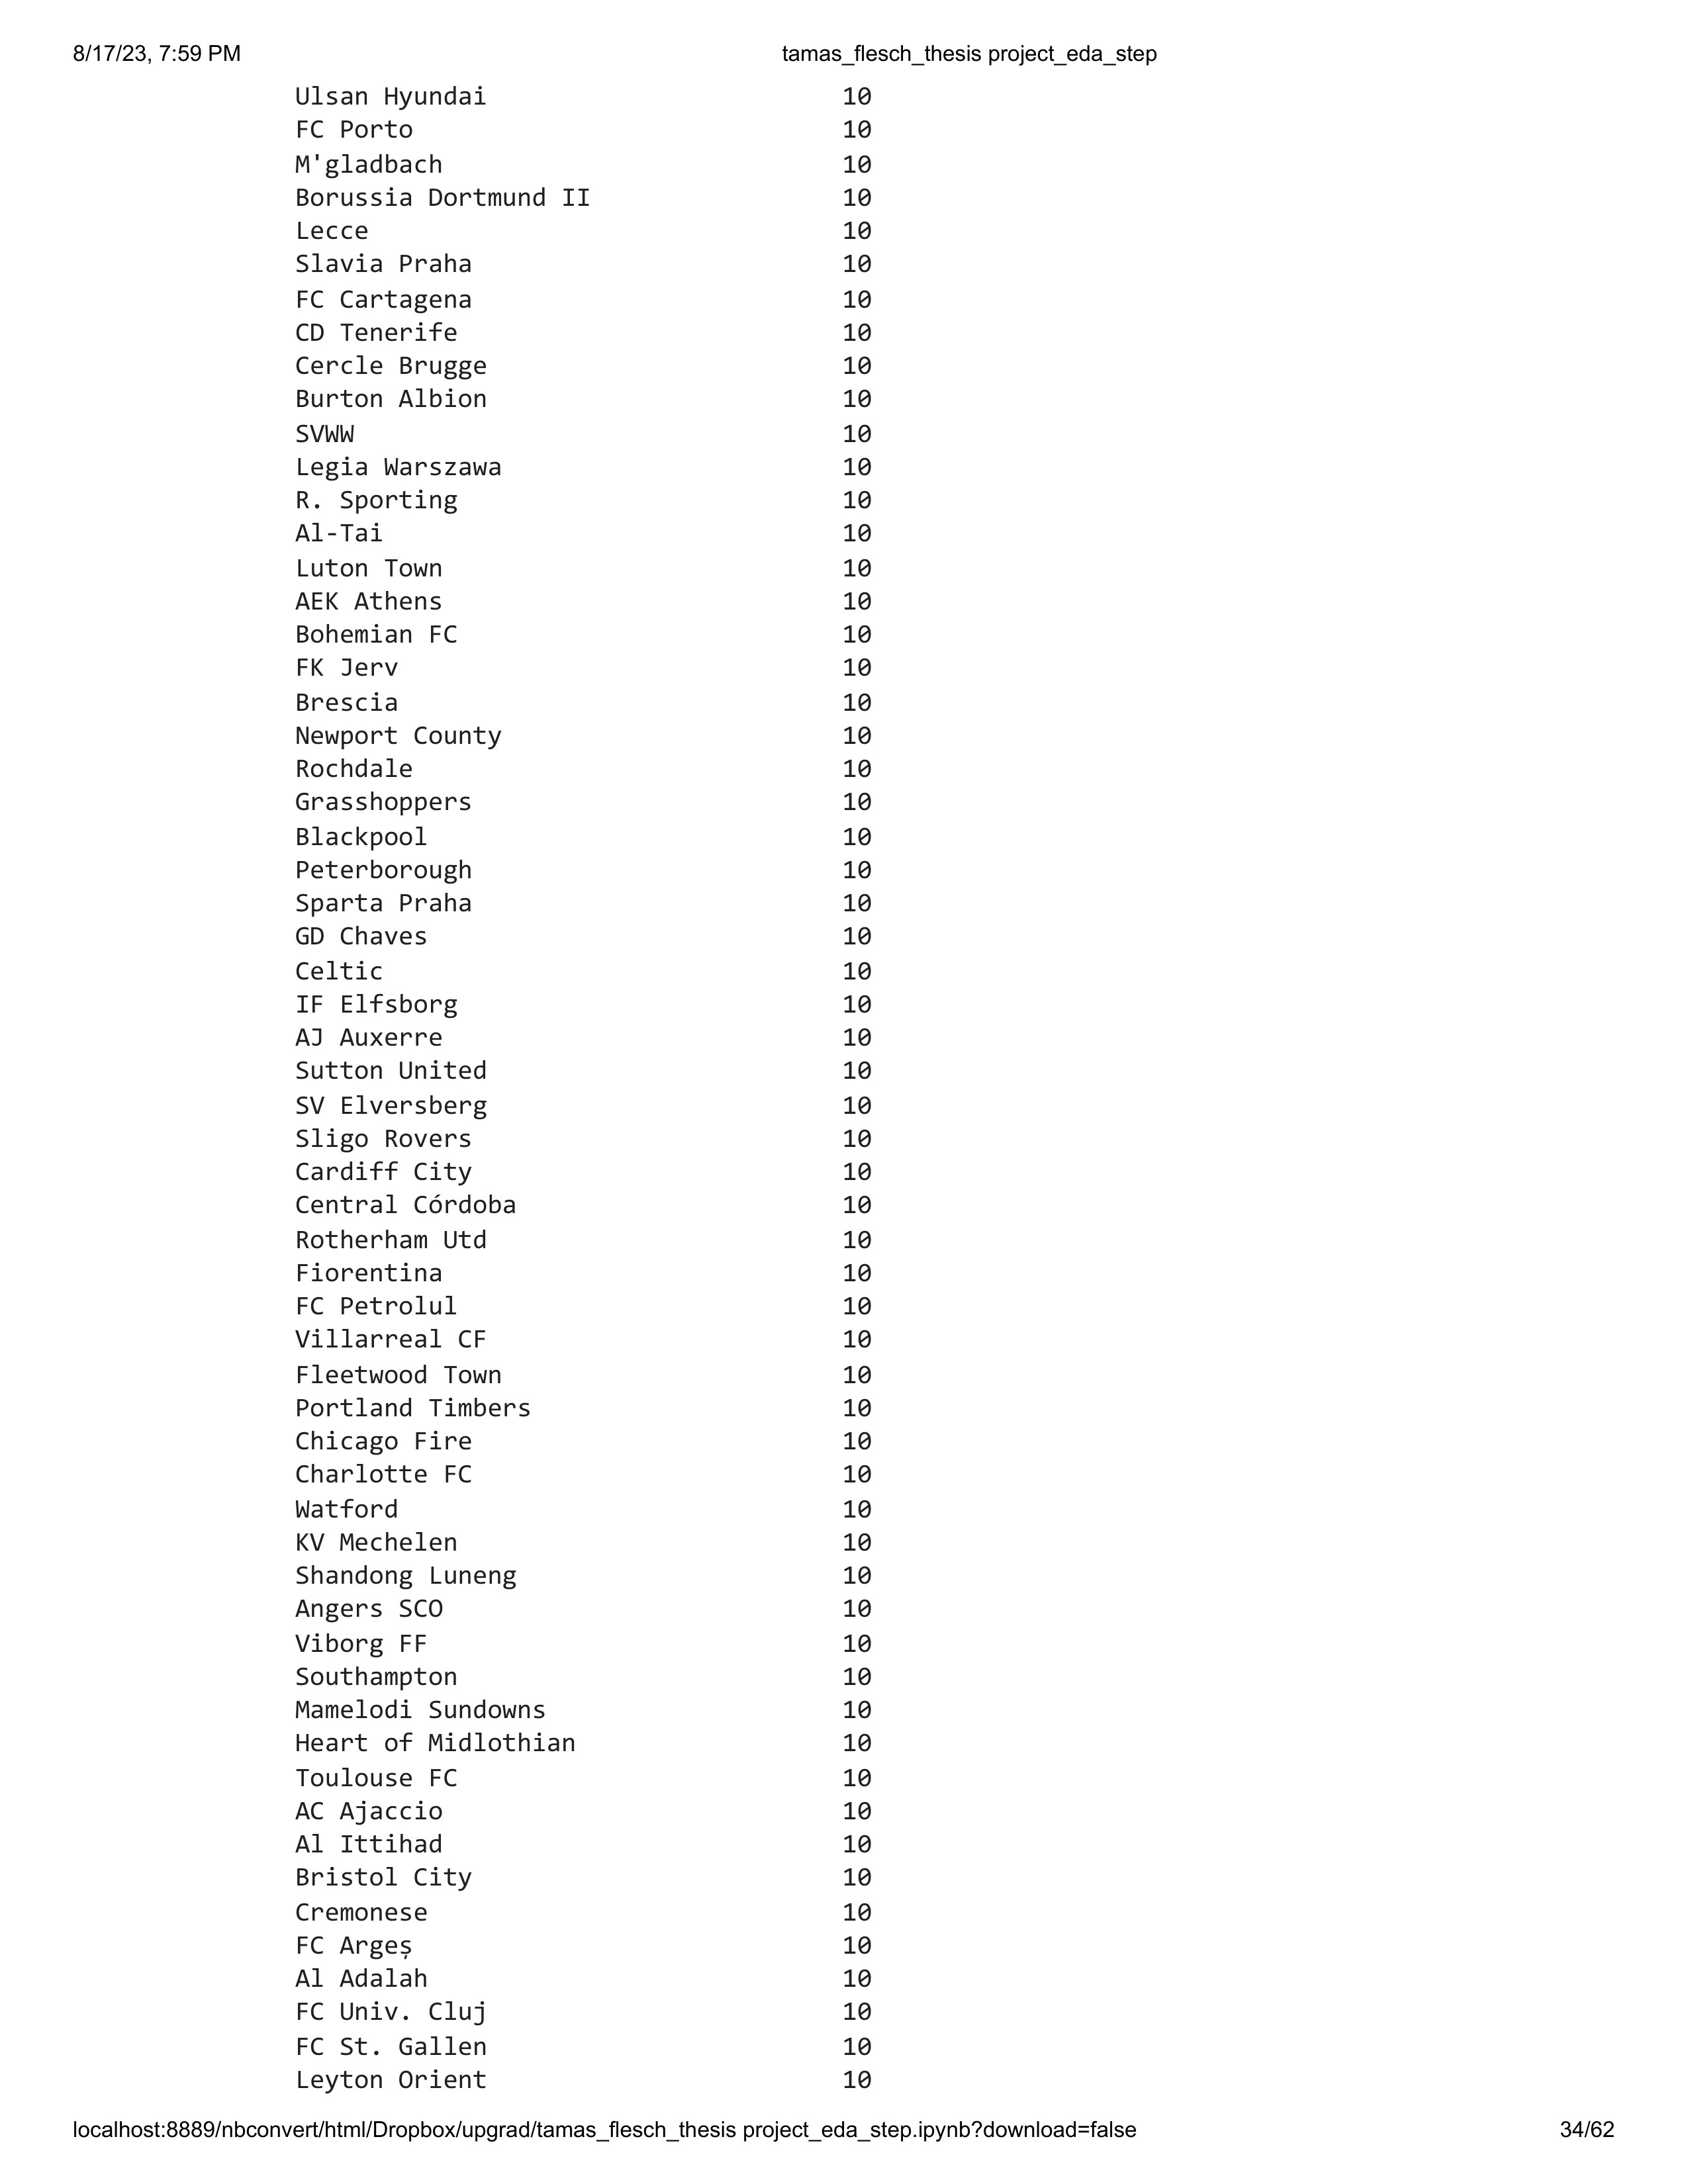 8/17/23, 7:59 PM tamas_flesch_thesis project_eda_step
Ulsan Hyundai 10
FC Porto 10
M'gladbach 10
Borussia Dortmund II 10
Lecce 10
Slavia Praha 10
FC Cartagena 10
CD Tenerife 10
Cercle Brugge 10
Burton Albion 10
SVWW 10
Legia Warszawa 10
R. Sporting 10
Al-Tai 10
Luton Town 10
AEK Athens 10
Bohemian FC 10
FK Jerv 10
Brescia 10
Newport County 10
Rochdale 10
Grasshoppers 10
Blackpool 10
Peterborough 10
Sparta Praha 10
GD Chaves 10
Celtic 10
IF Elfsborg 10
AJ Auxerre 10
Sutton United 10
SV Elversberg 10
Sligo Rovers 10
Cardiff City 10
Central Córdoba 10
Rotherham Utd 10
Fiorentina 10
FC Petrolul 10
Villarreal CF 10
Fleetwood Town 10
Portland Timbers 10
Chicago Fire 10
Charlotte FC 10
Watford 10
KV Mechelen 10
Shandong Luneng 10
Angers SCO 10
Viborg FF 10
Southampton 10
Mamelodi Sundowns 10
Heart of Midlothian 10
Toulouse FC 10
AC Ajaccio 10
Al Ittihad 10
Bristol City 10
Cremonese 10
FC Argeș 10
Al Adalah 10
FC Univ. Cluj 10
FC St. Gallen 10
Leyton Orient 10
localhost:8889/nbconvert/html/Dropbox/upgrad/tamas_flesch_thesis project_eda_step.ipynb?download=false 34/62